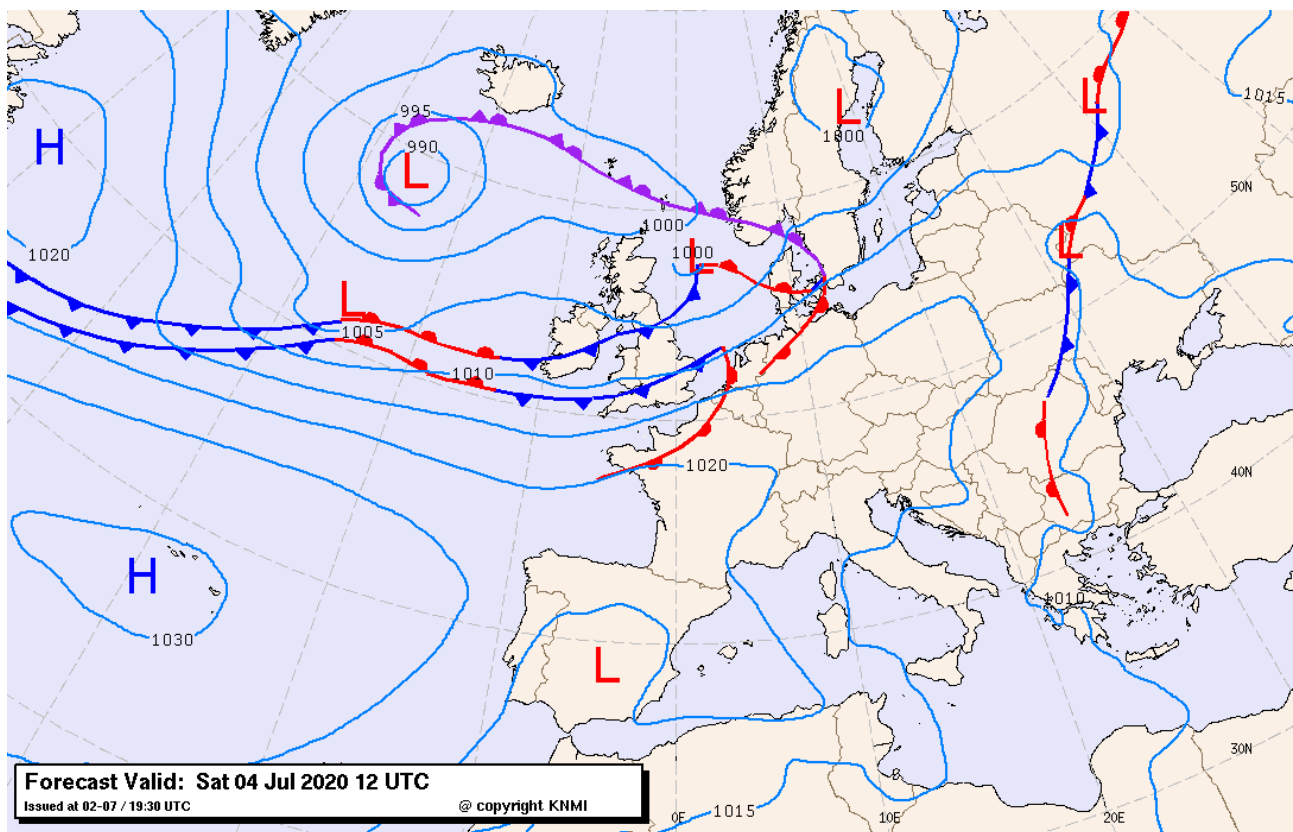 995
990
H
L
L
1000
L
1015
50N
1020
1000
1000
L
L
L
1005
1010
1020
40N
H
1030
1010
L
30N
Forecast Valid: Sat 04 Jul 2020 12 UTC
Issued at 02-07 / 19:30 UTC @ copyright KNMI
1015
0E
10E
20E